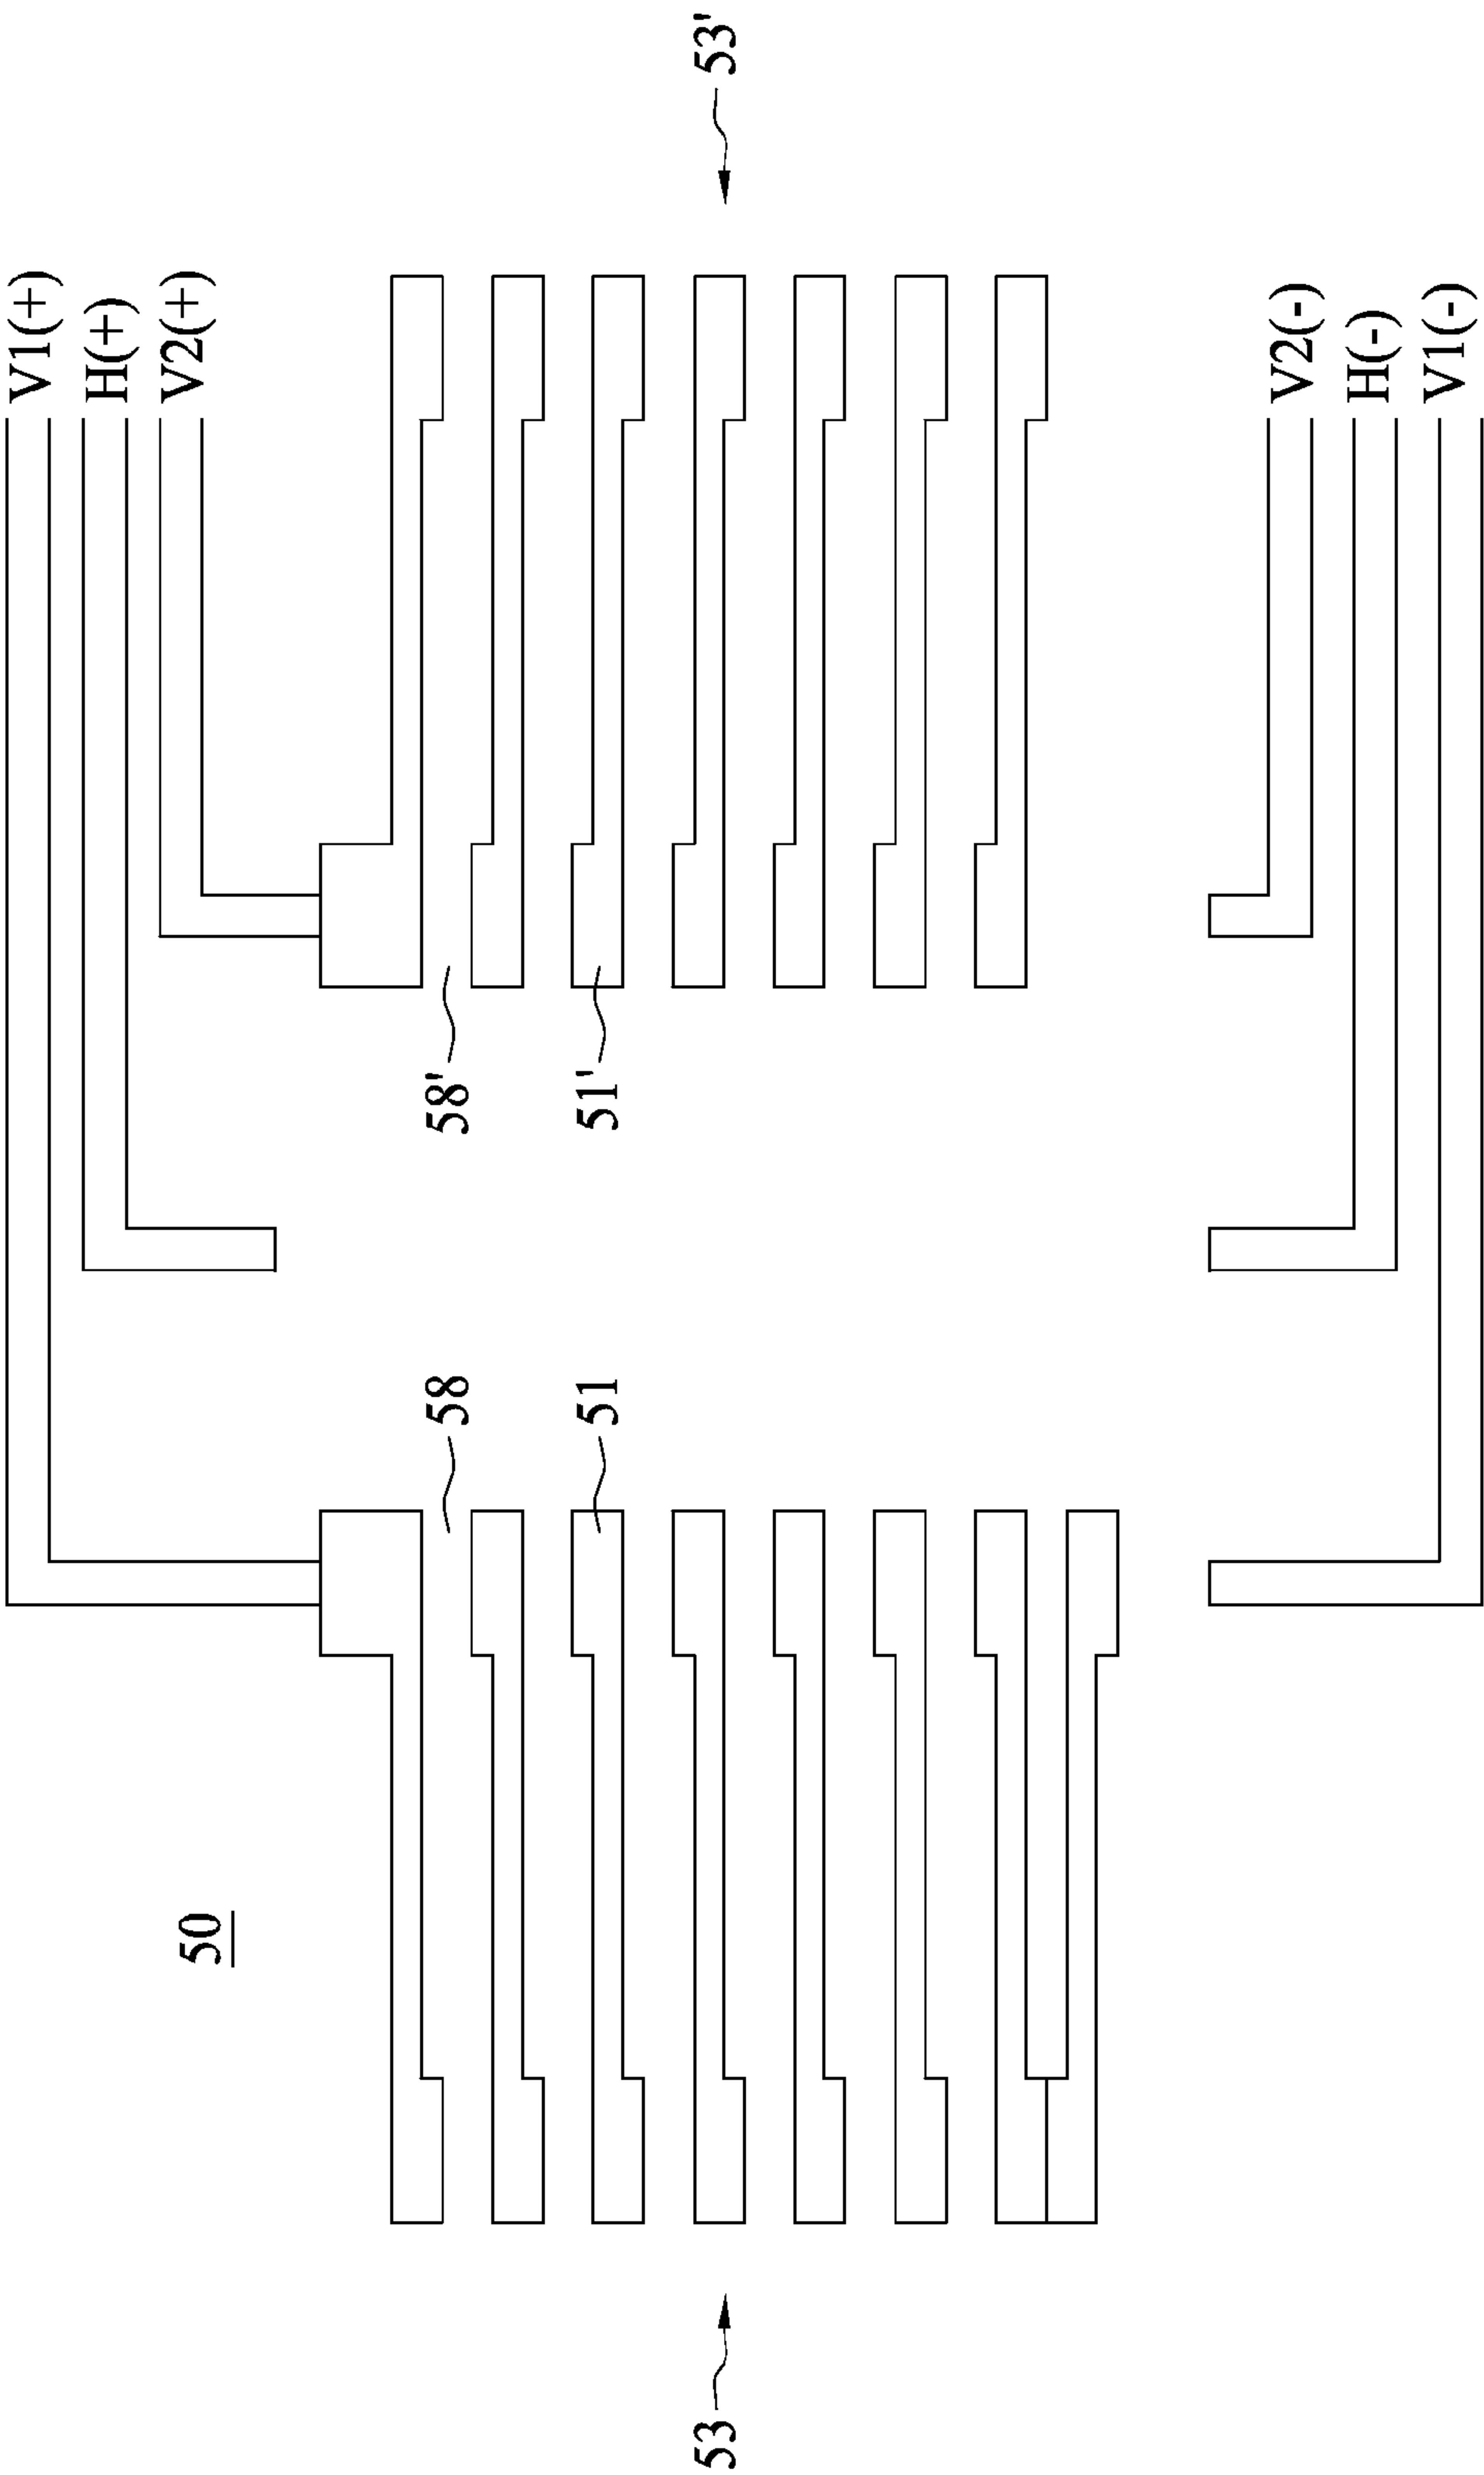 V1(+)
H(+)
V2(+)
50
58
58'
51
51'
53
53'
V2(-)
H(-)
V1(-)